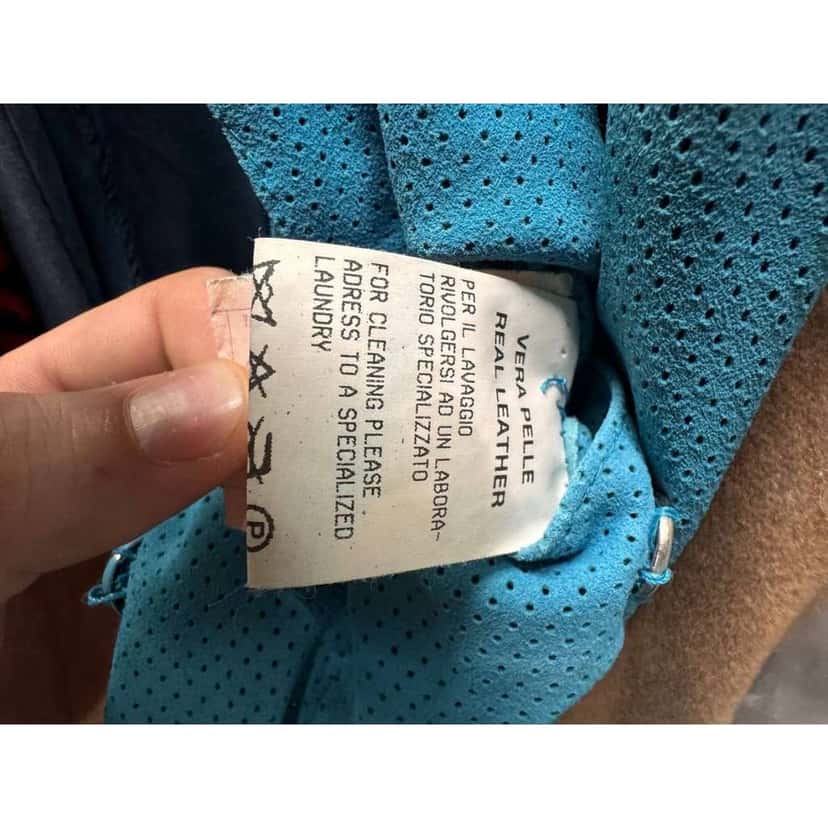 VERA PELLE
REAL LEATHER
PER IL LAVAGGIO
RIVOLGERSI AD UN LABORA-
TORIO SPECIALIZZATO
FOR CLEANING PLEASE
ADRESS TO A SPECIALIZED
LAUNDRY
P